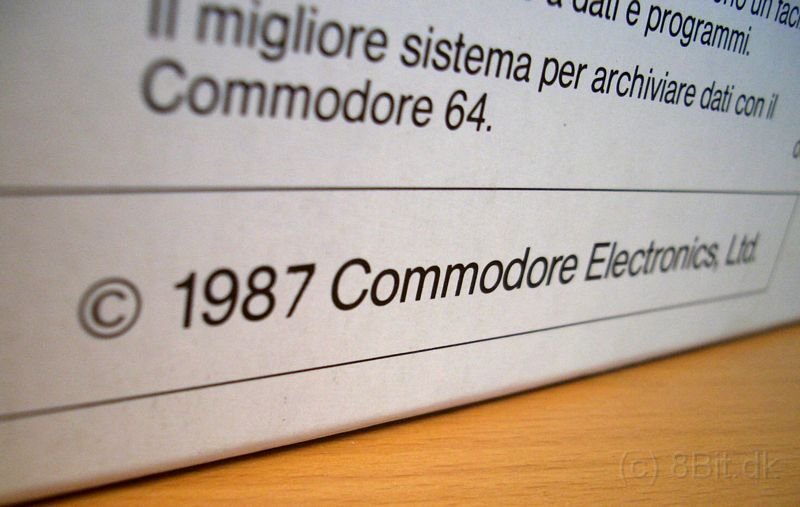 a dati e programmi.
Il migliore sistema per archiviare dati con il
Commodore 64.
© 1987 Commodore Electronics, Ltd.
(c) 8Bit.dk